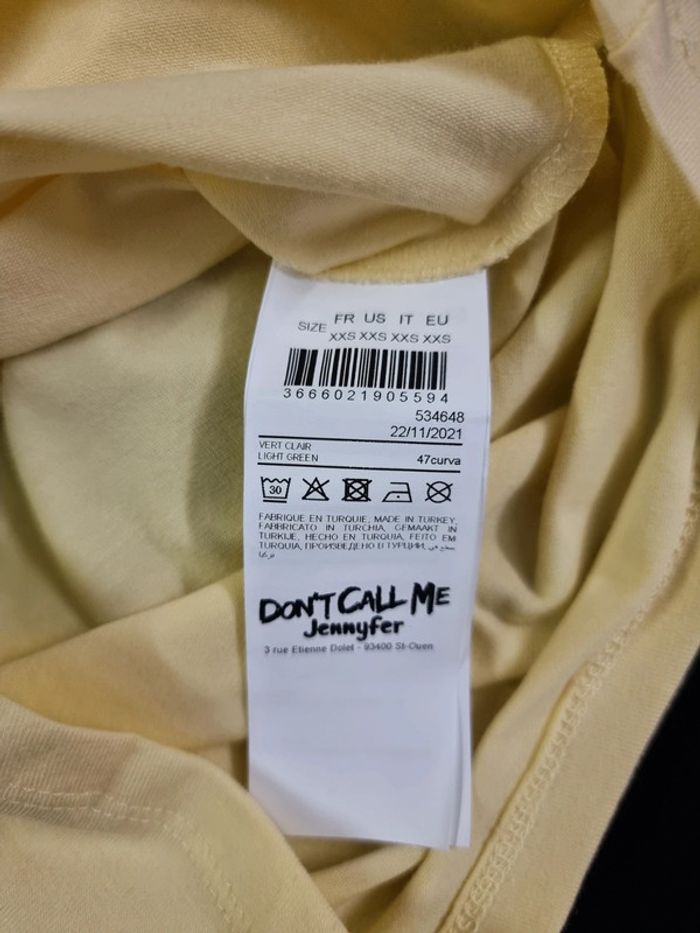 FR US IT EU
SIZE XXS XXS XXS XXS
3666021905594
534648
22/11/2021
VERT CLAIR
LIGHT GREEN 47curva
30
FABRIQUE EN TURQUIE, MADE IN TURKEY,
FABBRICATO IN TURCHIA, GEMAAKT IN
TURKIJE, HECHO EN TURQUIA, FEITO EM
TURQUIA, ПРОИЗВЕДЕНО В ТУРЦИИ,
DON'T CALL ME
Jennyfer
3 rue Etienne Dolet - 93400 St-Ouen